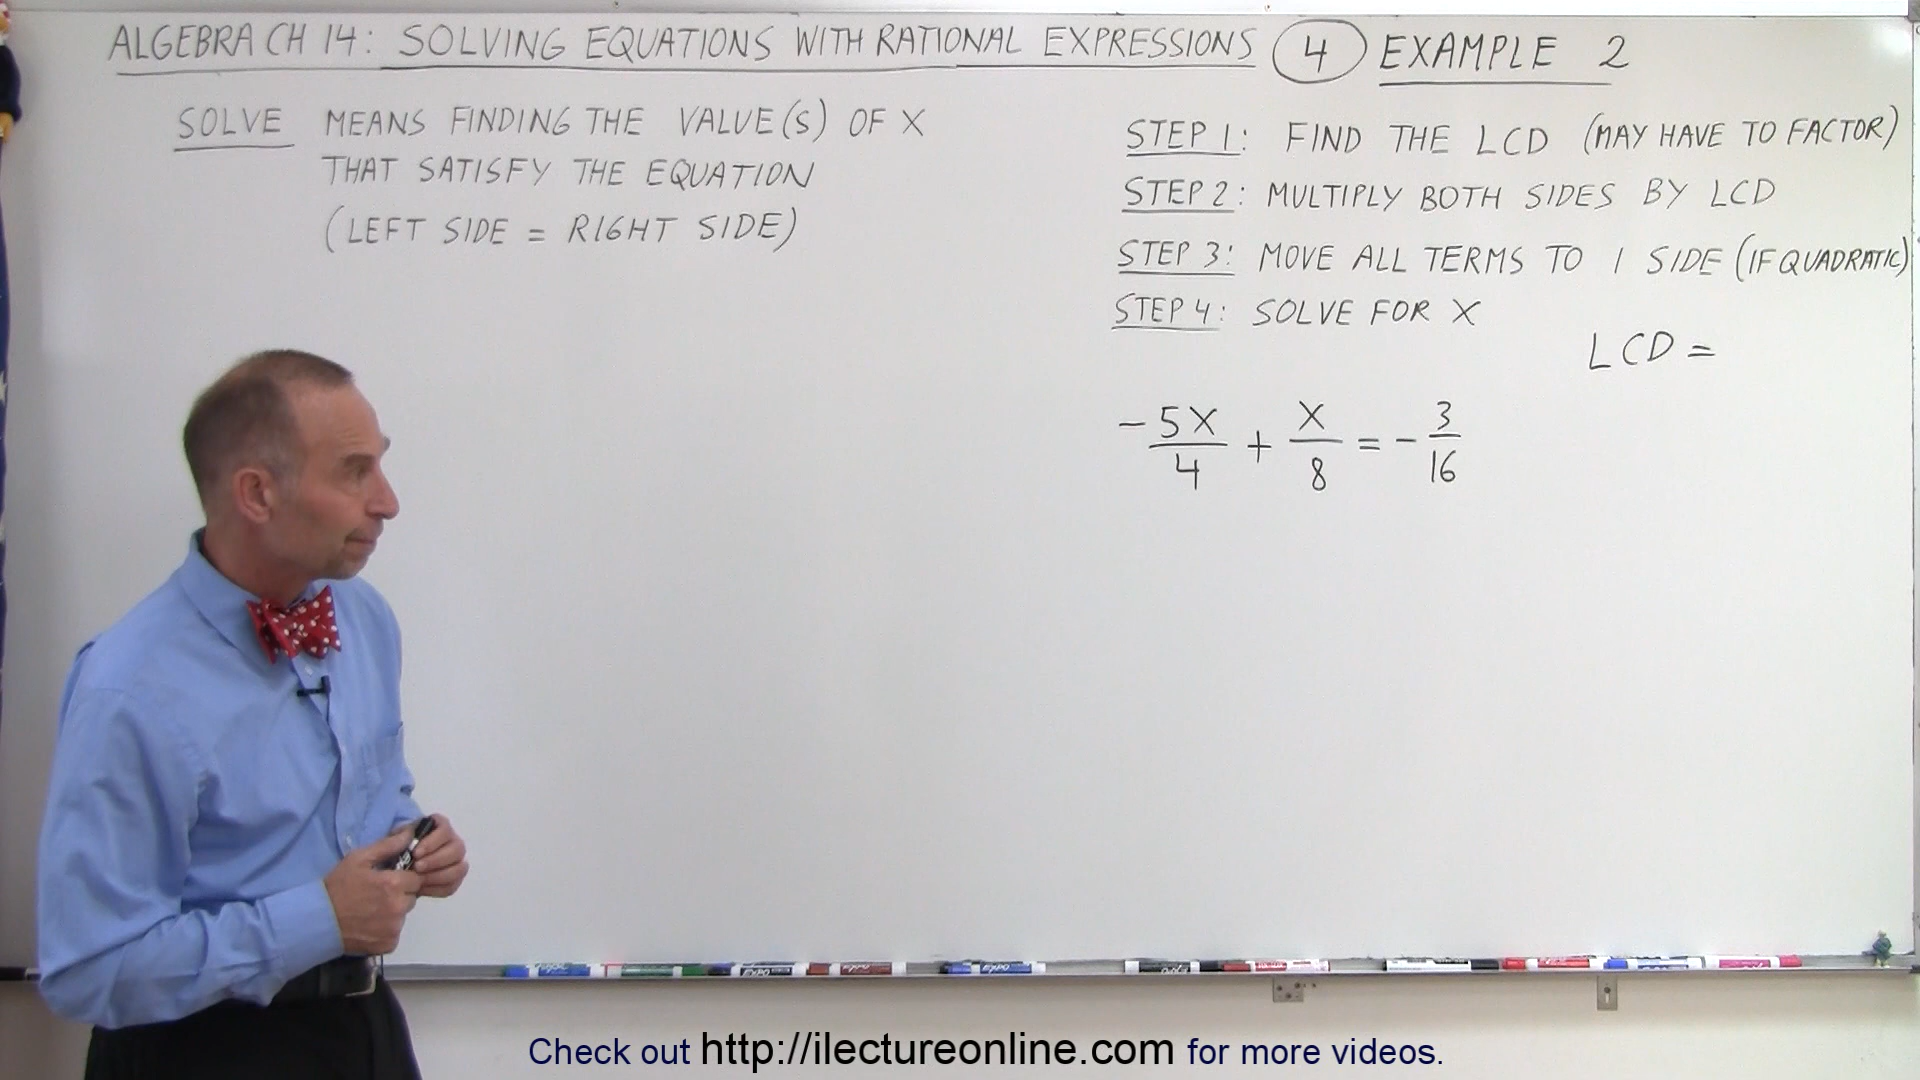 ALGEBRA CH 14: SOLVING EQUATIONS WITH RATIONAL EXPRESSIONS 4 EXAMPLE 2
SOLVE MEANS FINDING THE VALUE(S) OF X
THAT SATISFY THE EQUATION
(LEFT SIDE = RIGHT SIDE)
STEP 1: FIND THE LCD (MAY HAVE TO FACTOR)
STEP 2: MULTIPLY BOTH SIDES BY LCD
STEP 3: MOVE ALL TERMS TO 1 SIDE (IF QUADRATIC)
STEP 4: SOLVE FOR X
LCD =
-5X/4 + X/8 = -3/16
Check out http://ilectureonline.com for more videos.